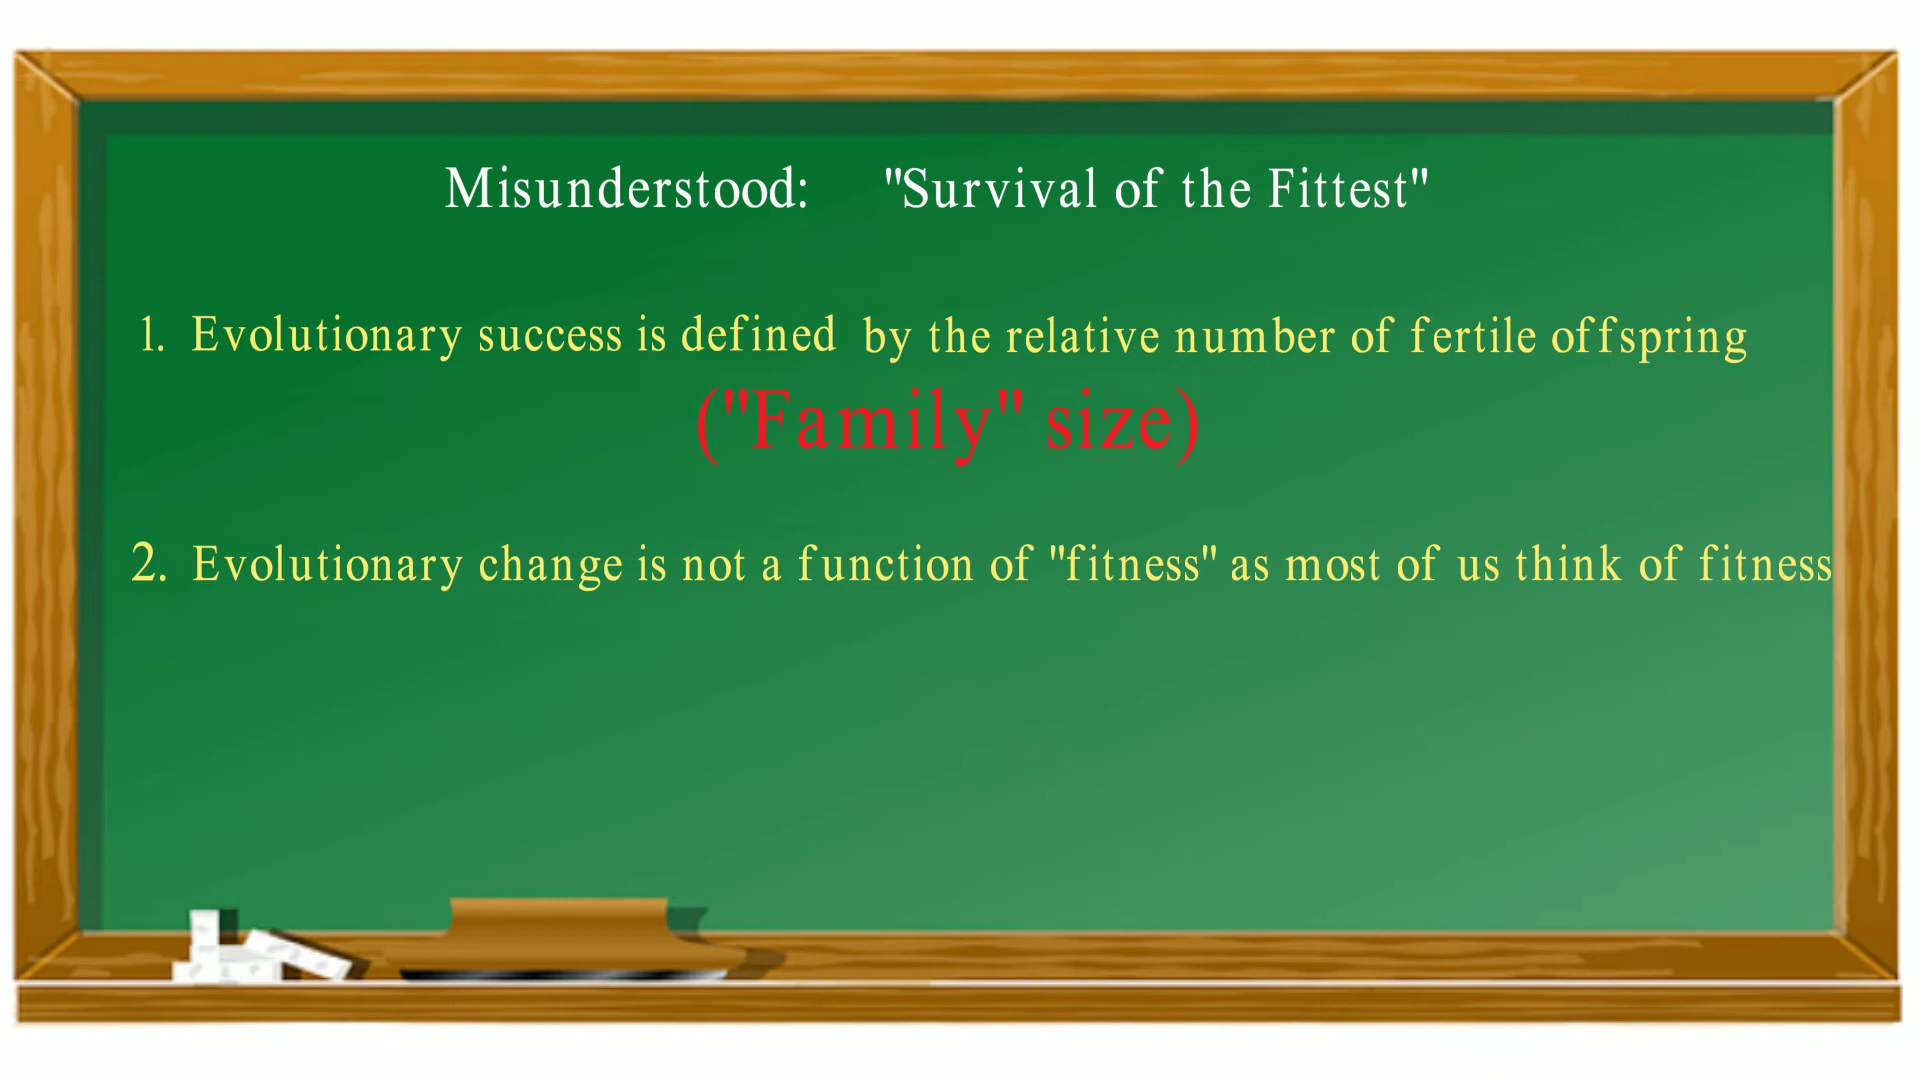 Misunderstood: "Survival of the Fittest"
1. Evolutionary success is defined by the relative number of fertile offspring
("Family" size)
2. Evolutionary change is not a function of "fitness" as most of us think of fitness